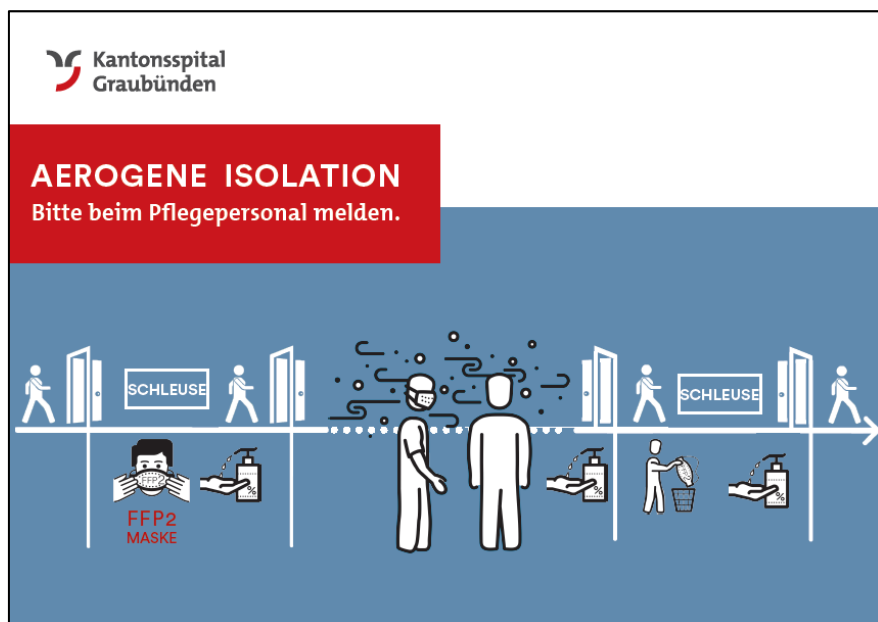 Kantonsspital
Graubünden
AEROGENE ISOLATION
Bitte beim Pflegepersonal melden.
SCHLEUSE
SCHLEUSE
FFP2
%
%
%
FFP2
MASKE